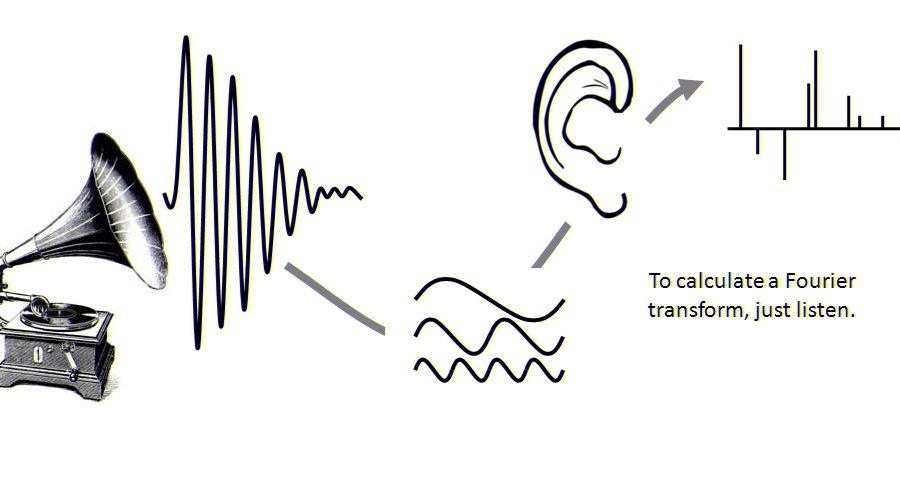 To calculate a Fourier
transform, just listen.